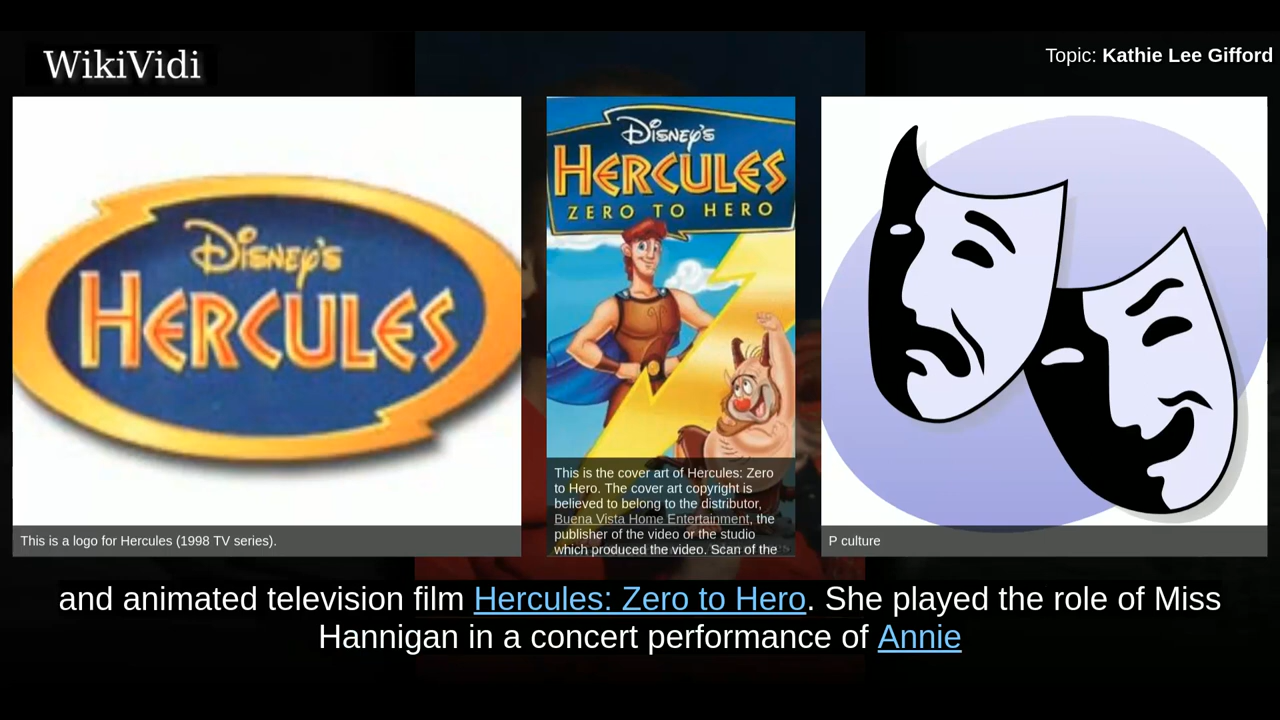 WikiVidi
Topic: Kathie Lee Gifford
Disney's
HERCULES
This is a logo for Hercules (1998 TV series).
Disney's
HERCULES
ZERO TO HERO
This is the cover art of Hercules: Zero
to Hero. The cover art copyright is
believed to belong to the distributor,
Buena Vista Home Entertainment, the
publisher of the video or the studio
which produced the video. Scan of the
P culture
and animated television film Hercules: Zero to Hero. She played the role of Miss
Hannigan in a concert performance of Annie